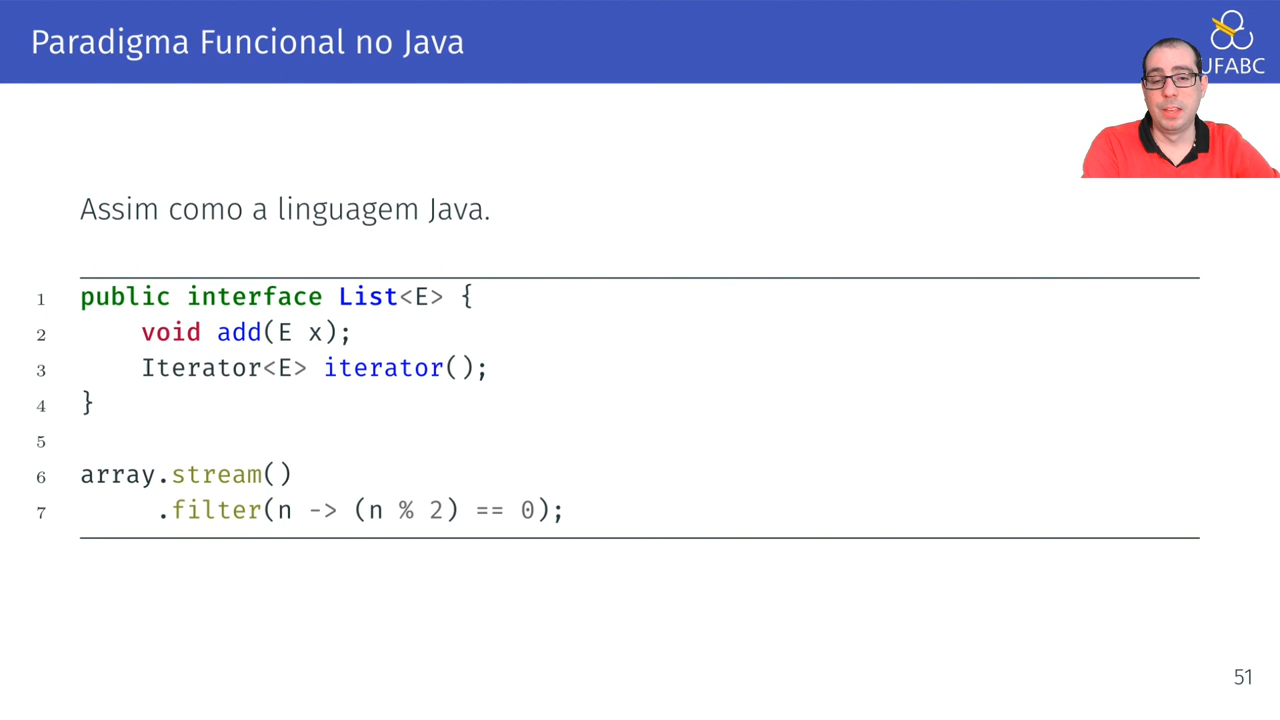 Paradigma Funcional no Java
UFABC
Assim como a linguagem Java.
1 public interface List<E> {
2 void add(E x);
3 Iterator<E> iterator();
4 }
5
6 array.stream()
7 .filter(n -> (n % 2) == 0);
51